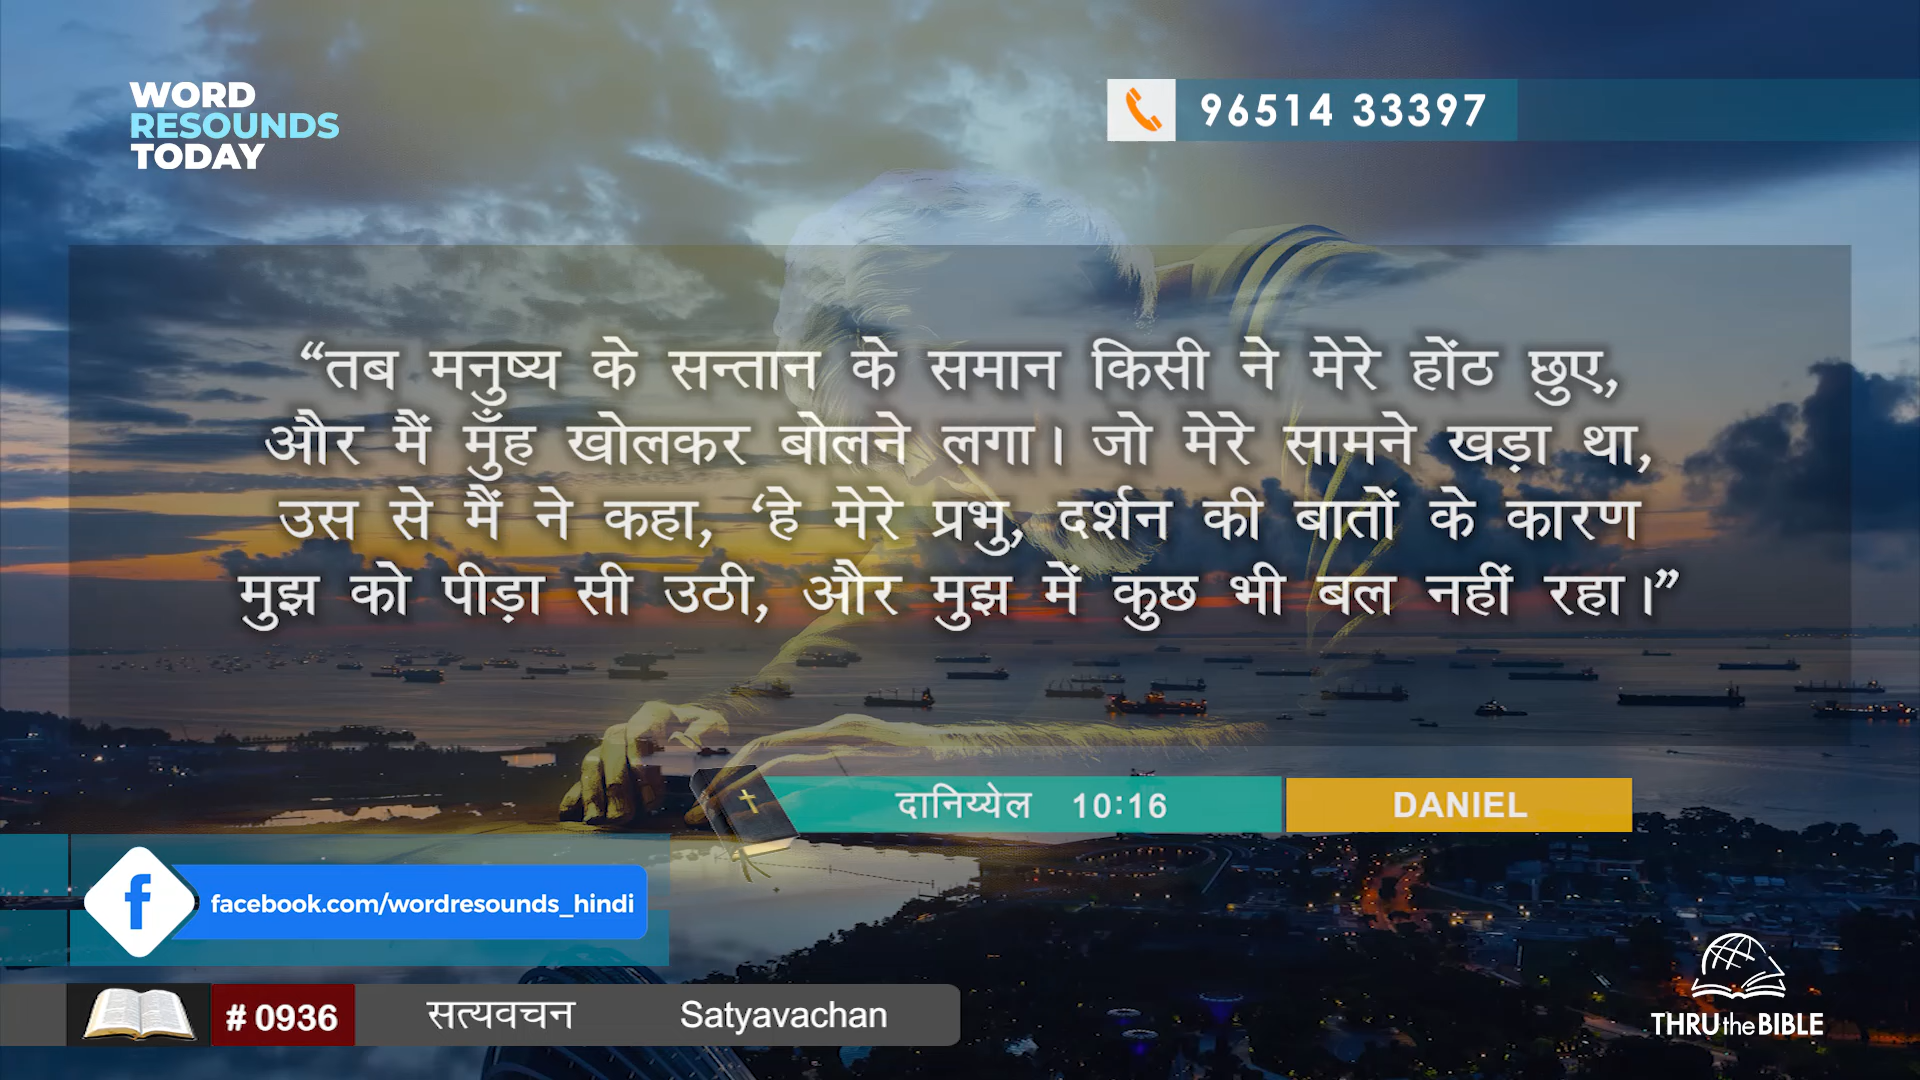 WORD
RESOUNDS
TODAY
96514 33397
“तब मनुष्य के सन्तान के समान किसी ने मेरे होंठ छुए,
और मैं मुँह खोलकर बोलने लगा। जो मेरे सामने खड़ा था,
उस से मैं ने कहा, ‘हे मेरे प्रभु, दर्शन की बातों के कारण
मुझ को पीड़ा सी उठी, और मुझ में कुछ भी बल नहीं रहा।”
दानिय्येल 10:16
DANIEL
facebook.com/wordresounds_hindi
# 0936 सत्यवचन Satyavachan
THRU the BIBLE